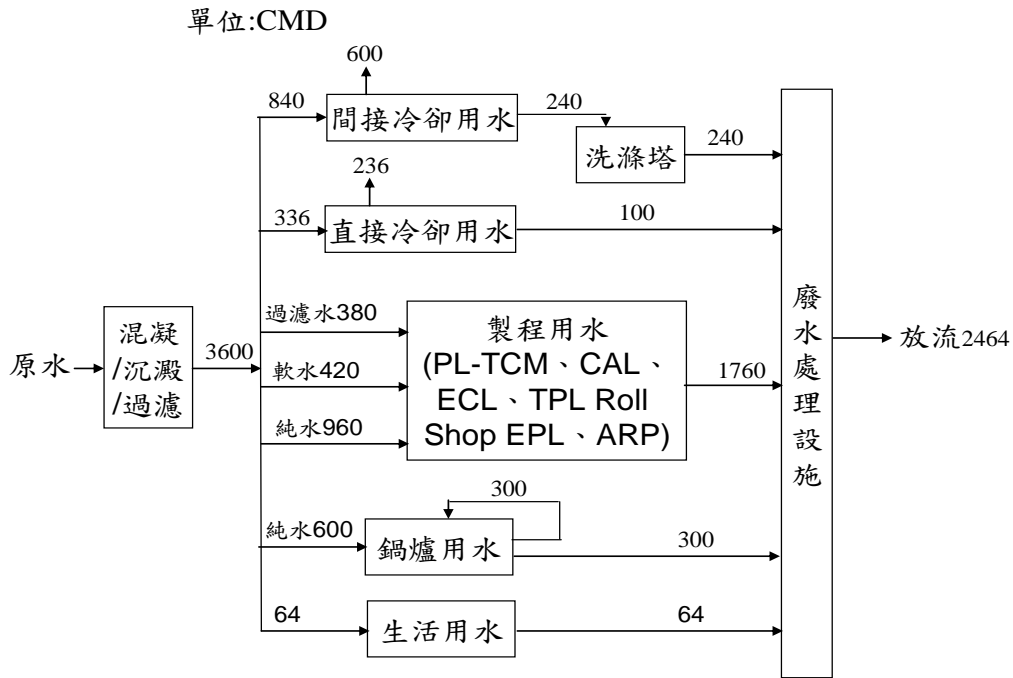 單位:CMD
600
840
間接冷卻用水
240
洗滌塔
240
236
336
直接冷卻用水
100
原水
混凝
/沉澱
/過濾
3600
過濾水380
軟水420
純水960
製程用水
(PL-TCM、CAL、
ECL、TPL Roll
Shop EPL、ARP)
1760
廢水處理設施
放流2464
300
純水600
鍋爐用水
300
64
生活用水
64